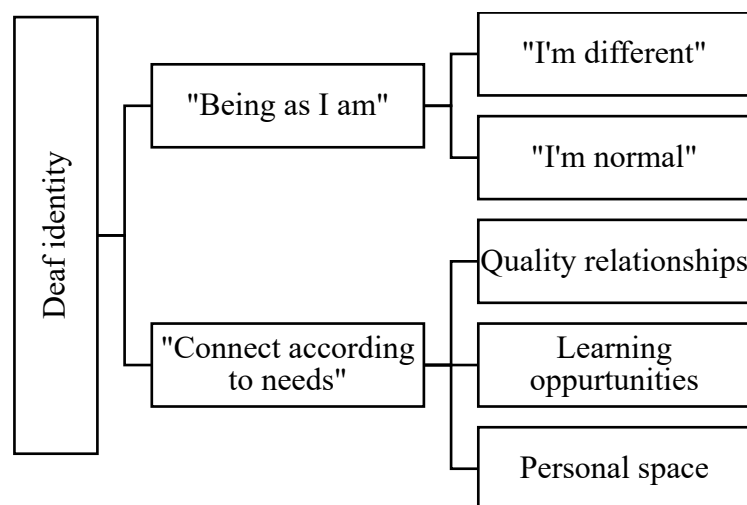 Deaf identity
"Being as I am"
"I'm different"
"I'm normal"
"Connect according
to needs"
Quality relationships
Learning
oppurtunities
Personal space